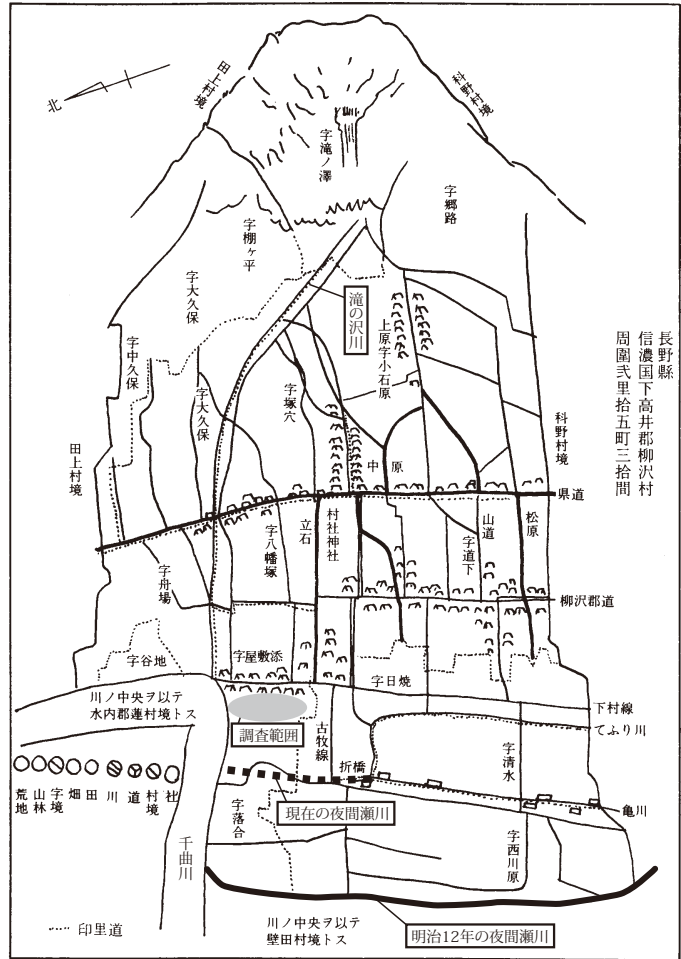 長野縣
信濃国下高井郡柳沢村
周圍弐里拾五町三拾間
北
田上村境
科野村境
字滝ノ澤
字郷路
字棚ヶ平
字大久保
滝の沢川
上原字小石原
字中久保
字大久保
字塚穴
中原
科野村境
田上村境
県道
松原
山道
字道下
村社神社
立石
字八幡塚
字舟場
柳沢郡道
字谷地
字屋敷添
字日焼
川ノ中央ヲ以テ
水内郡蓮村境トス
下村線
てふり川
調査範囲
古牧線
折橋
字清水
社
村境
道
川
田
畑
字境
山林
荒地
現在の夜間瀬川
亀川
字落合
千曲川
字西川原
印里道
川ノ中央ヲ以テ
壁田村境トス
明治12年の夜間瀬川